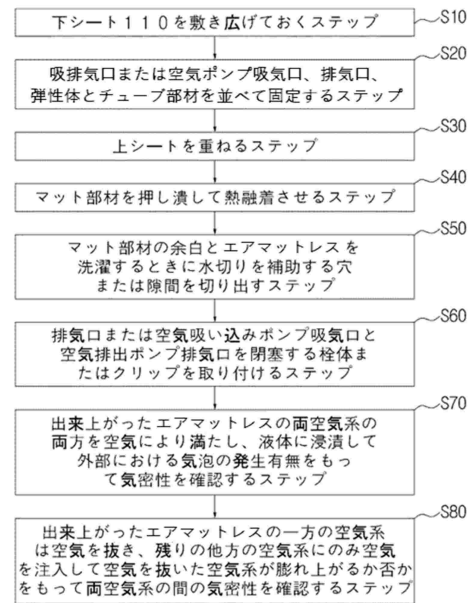 下シート110を敷き広げておくステップ
S10
吸排気口または空気ポンプ吸気口、排気口、
弾性体とチューブ部材を並べて固定するステップ
S20
上シートを重ねるステップ
S30
マット部材を押し潰して熱融着させるステップ
S40
マット部材の余白とエアマットレスを
洗濯するときに水切りを補助する穴
または隙間を切り出すステップ
S50
排気口または空気吸い込みポンプ吸気口と
空気排出ポンプ排気口を閉塞する栓体ま
たはクリップを取り付けるステップ
S60
出来上がったエアマットレスの両空気系の
両方を空気により満たし、液体に浸漬して
外部における気泡の発生有無をもっ
て気密性を確認するステップ
S70
出来上がったエアマットレスの一方の空気系
は空気を抜き、残りの他方の空気系にのみ空気
を注入して空気を抜いた空気系が膨れ上がるか否か
をもって両空気系の間の気密性を確認するステップ
S80